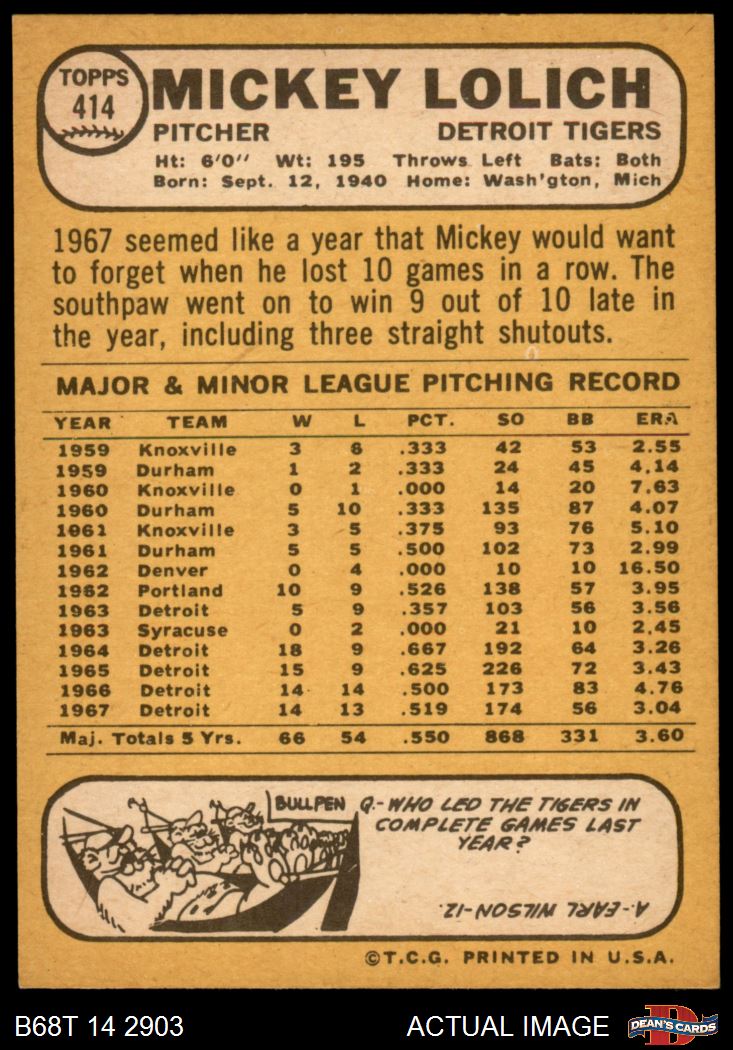 TOPPS
414
MICKEY LOLICH
PITCHER DETROIT TIGERS
Ht: 6'0" Wt: 195 Throws Left Bats: Both
Born: Sept. 12, 1940 Home: Wash'gton, Mich
1967 seemed like a year that Mickey would want
to forget when he lost 10 games in a row. The
southpaw went on to win 9 out of 10 late in
the year, including three straight shutouts.
MAJOR & MINOR LEAGUE PITCHING RECORD
YEAR TEAM W L PCT. SO BB ERA
1959 Knoxville 3 6 .333 42 53 2.55
1959 Durham 1 2 .333 24 45 4.14
1960 Knoxville 0 1 .000 14 20 7.63
1960 Durham 5 10 .333 135 87 4.07
1961 Knoxville 3 5 .375 93 76 5.10
1961 Durham 5 5 .500 102 73 2.99
1962 Denver 0 4 .000 10 10 16.50
1962 Portland 10 9 .526 138 57 3.95
1963 Detroit 5 9 .357 103 56 3.56
1963 Syracuse 0 2 .000 21 10 2.45
1964 Detroit 18 9 .667 192 64 3.26
1965 Detroit 15 9 .625 226 72 3.43
1966 Detroit 14 14 .500 173 83 4.76
1967 Detroit 14 13 .519 174 56 3.04
Maj. Totals 5 Yrs. 66 54 .550 868 331 3.60
BULLPEN
Q.-WHO LED THE TIGERS IN
COMPLETE GAMES LAST
YEAR?
A.-EARL WILSON-12.
©T.C.G. PRINTED IN U.S.A.
B68T 14 2903 ACTUAL IMAGE
D
DEAN'S CARDS